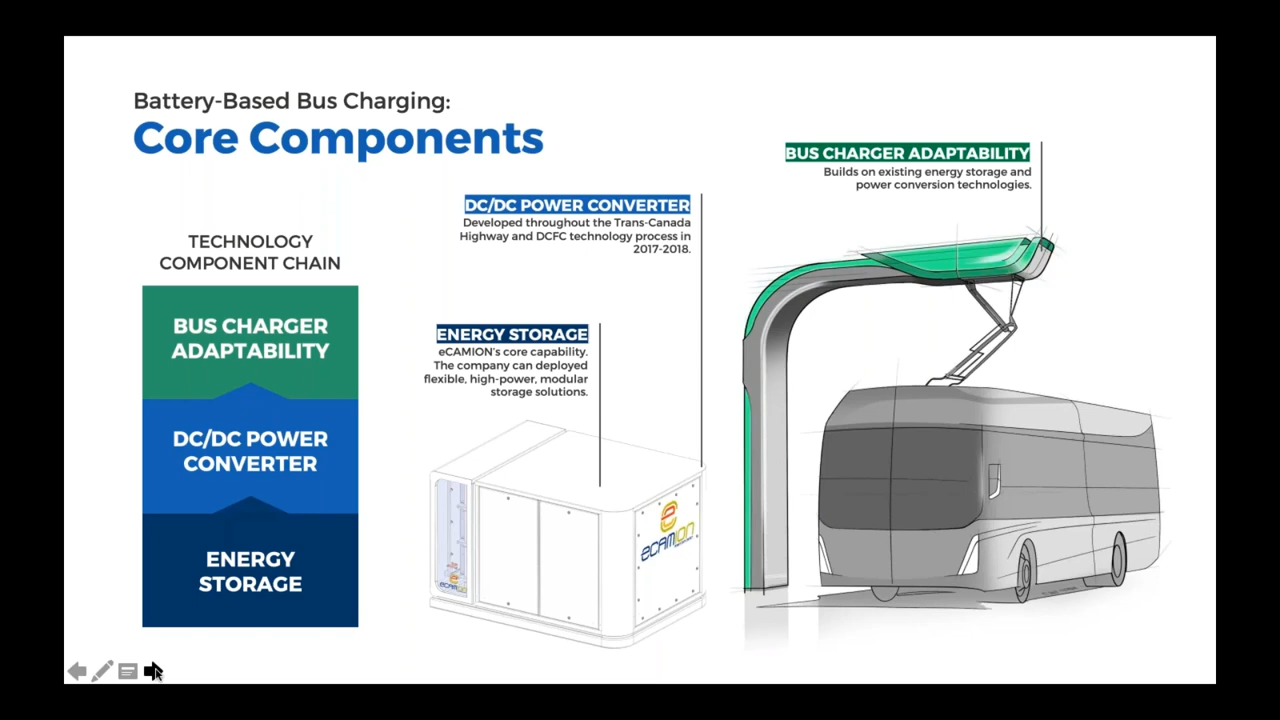 Battery-Based Bus Charging:
Core Components
TECHNOLOGY
COMPONENT CHAIN
BUS CHARGER
ADAPTABILITY
DC/DC POWER
CONVERTER
ENERGY
STORAGE
ENERGY STORAGE
eCAMION's core capability.
The company can deployed
flexible, high-power, modular
storage solutions.
DC/DC POWER CONVERTER
Developed throughout the Trans-Canada
Highway and DCFC technology process in
2017-2018.
BUS CHARGER ADAPTABILITY
Builds on existing energy storage and
power conversion technologies.
e
eCAMION